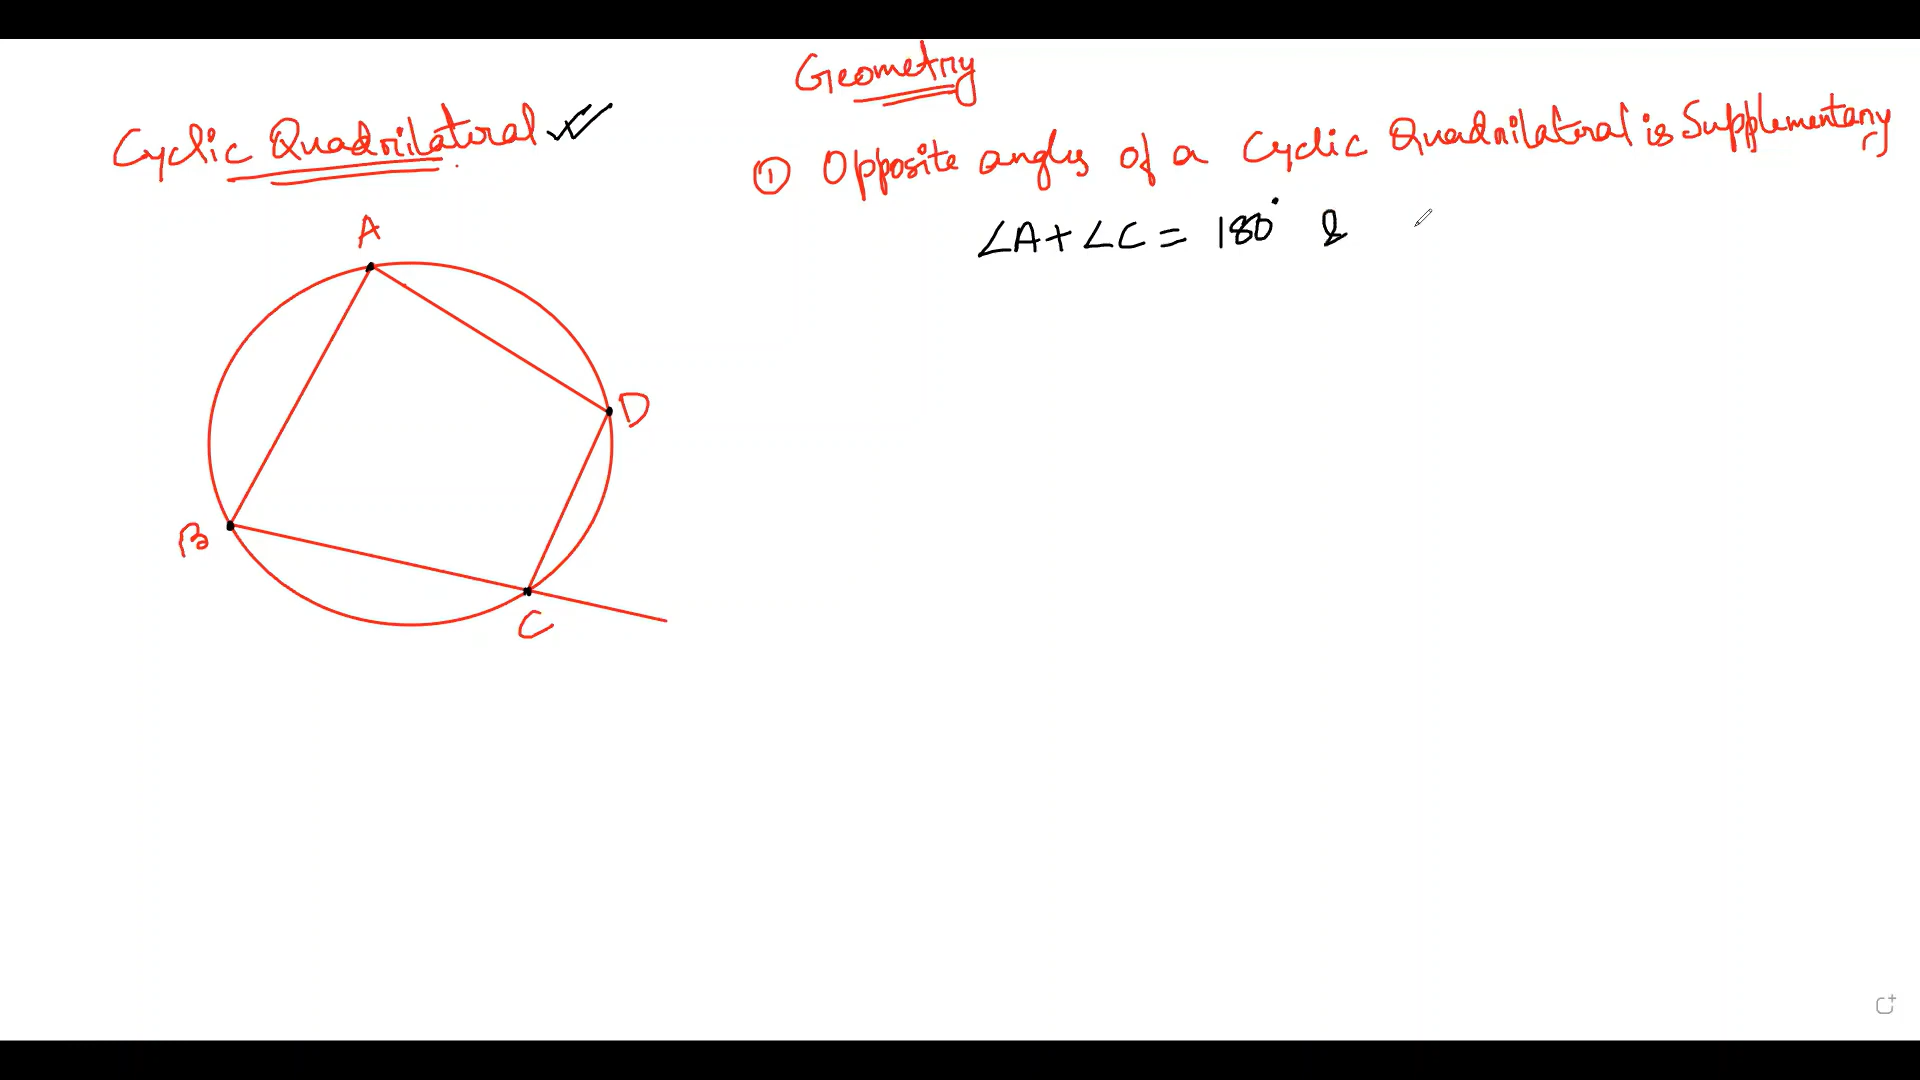 Geometry
Cyclic Quadrilateral
① Opposite angles of a Cyclic Quadrilateral is Supplementary
∠A + ∠C = 180° &
A
D
B
C